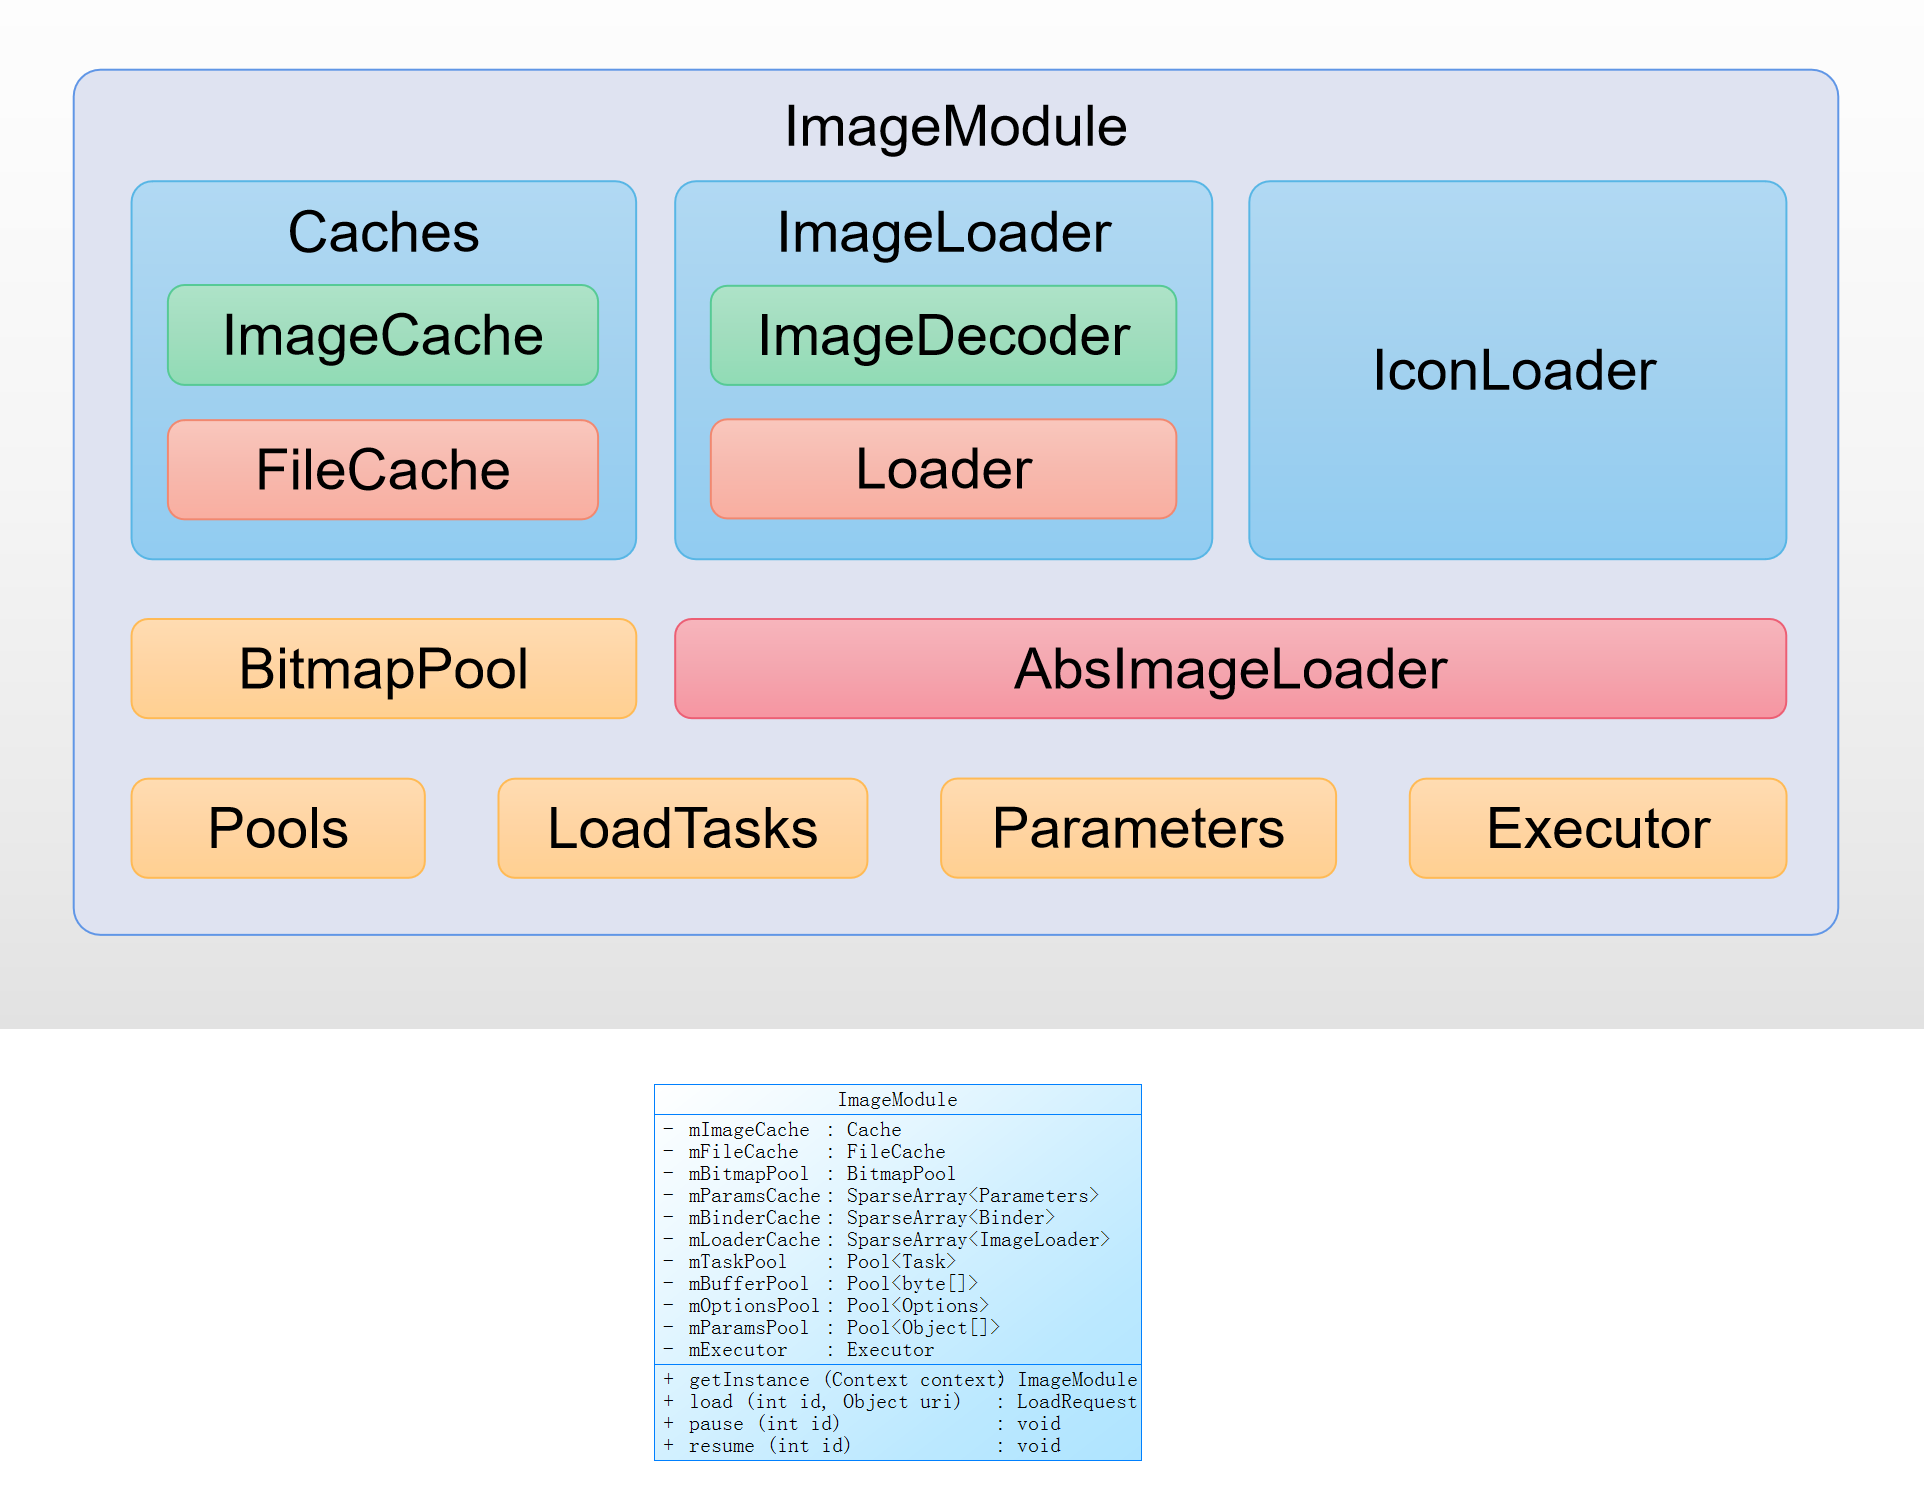 ImageModule
Caches
ImageCache
FileCache
ImageLoader
ImageDecoder
Loader
IconLoader
BitmapPool
AbsImageLoader
Pools
LoadTasks
Parameters
Executor
ImageModule
- mImageCache : Cache
- mFileCache : FileCache
- mBitmapPool : BitmapPool
- mParamsCache : SparseArray<Parameters>
- mBinderCache : SparseArray<Binder>
- mLoaderCache : SparseArray<ImageLoader>
- mTaskPool : Pool<Task>
- mBufferPool : Pool<byte[]>
- mOptionsPool : Pool<Options>
- mParamsPool : Pool<Object[]>
- mExecutor : Executor
+ getInstance (Context context) : ImageModule
+ load (int id, Object uri) : LoadRequest
+ pause (int id) : void
+ resume (int id) : void